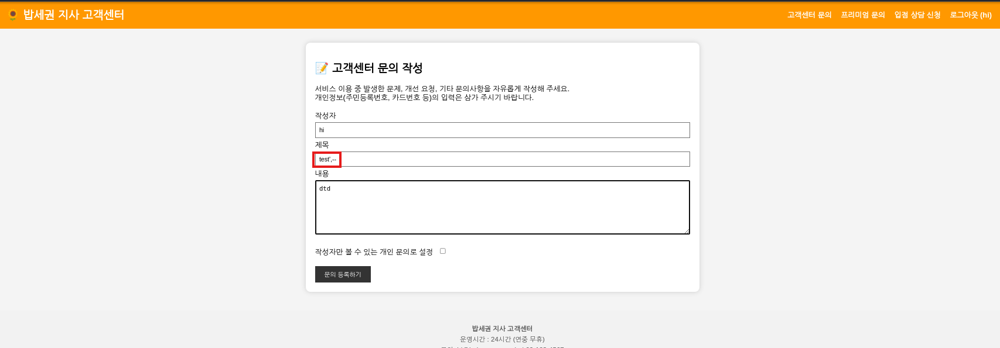 밥세권 지사 고객센터
고객센터 문의 프리미엄 문의 입점 상담 신청 로그아웃 (hi)
고객센터 문의 작성
서비스 이용 중 발생한 문제, 개선 요청, 기타 문의사항을 자유롭게 작성해 주세요.
개인정보(주민등록번호, 카드번호 등)의 입력은 삼가 주시기 바랍니다.
작성자
hi
제목
test',--
내용
dtd
작성자만 볼 수 있는 개인 문의로 설정
문의 등록하기
밥세권 지사 고객센터
운영시간 : 24시간 (연중 무휴)